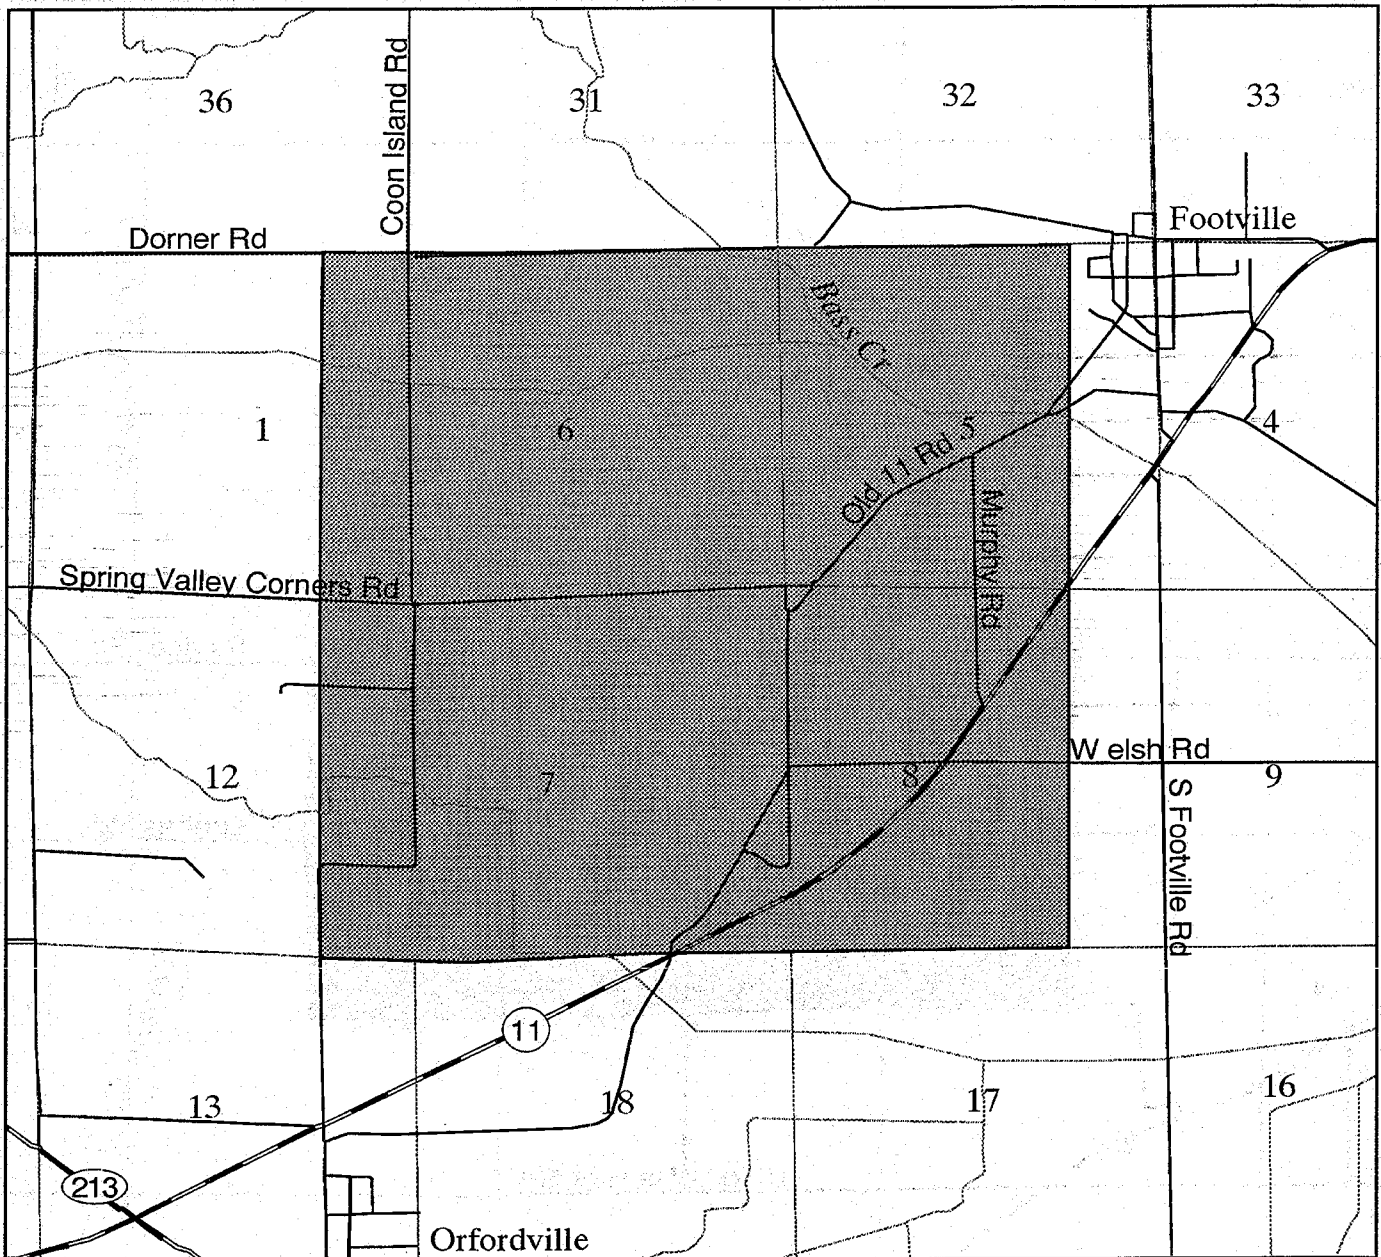 36
Coon Island Rd
31
32
33
Dorner Rd
Footville
Bass Cr
1
6
Old 11 Rd
5
4
Murphy Rd
Spring Valley Corners Rd
12
7
8
W elsh Rd
9
S Footville Rd
11
13
18
17
16
213
Orfordville